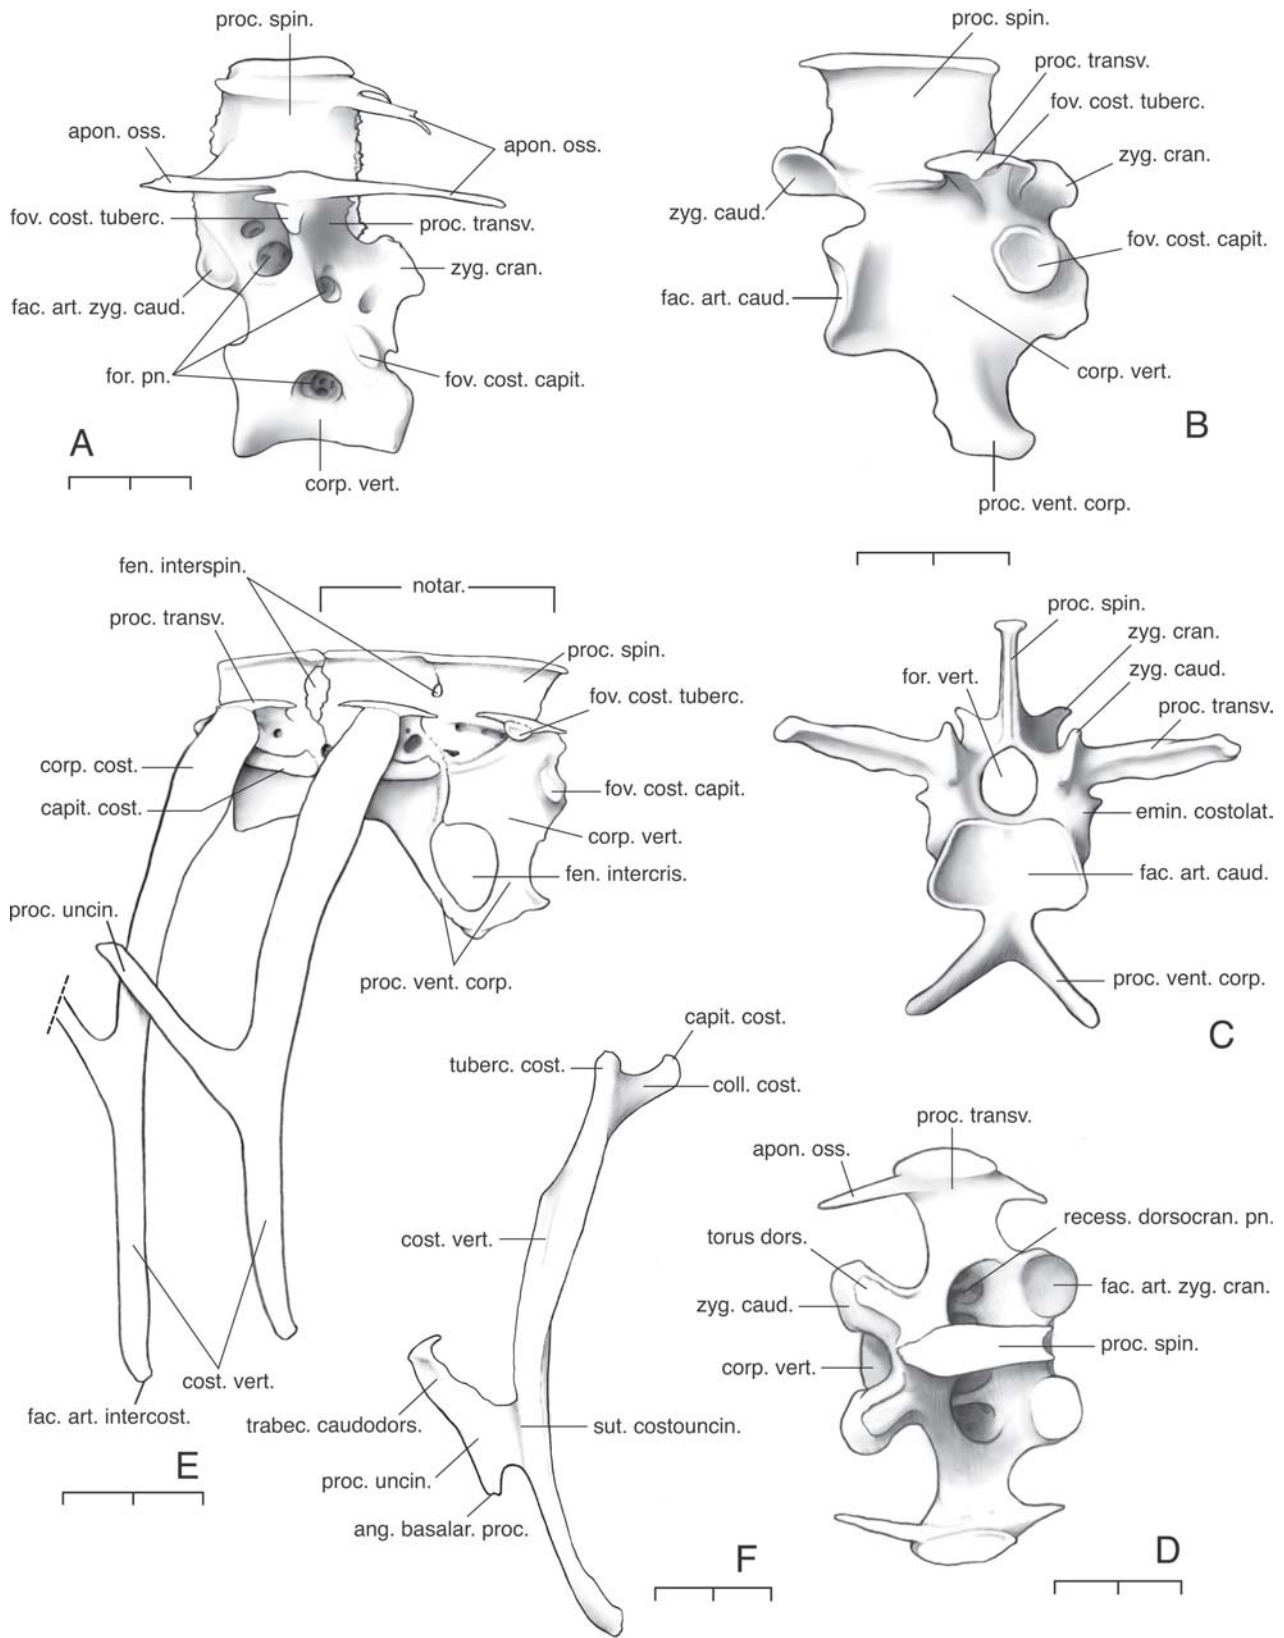 proc. spin.
apon. oss.
apon. oss.
fov. cost. tuberc.
proc. transv.
zyg. cran.
fac. art. zyg. caud.
for. pn.
fov. cost. capit.
A
corp. vert.
proc. spin.
proc. transv.
fov. cost. tuberc.
zyg. cran.
zyg. caud.
fov. cost. capit.
fac. art. caud.
corp. vert.
B
proc. vent. corp.
fen. interspin.
notar.
proc. transv.
proc. spin.
fov. cost. tuberc.
corp. cost.
capit. cost.
fov. cost. capit.
corp. vert.
fen. intercris.
proc. uncin.
proc. vent. corp.
cost. vert.
fac. art. intercost.
E
proc. spin.
zyg. cran.
for. vert.
zyg. caud.
proc. transv.
emin. costolat.
fac. art. caud.
proc. vent. corp.
C
capit. cost.
tuberc. cost.
coll. cost.
cost. vert.
trabec. caudodors.
sut. costouncin.
proc. uncin.
ang. basalar. proc.
F
proc. transv.
apon. oss.
recess. dorsocran. pn.
torus dors.
fac. art. zyg. cran.
zyg. caud.
proc. spin.
corp. vert.
D